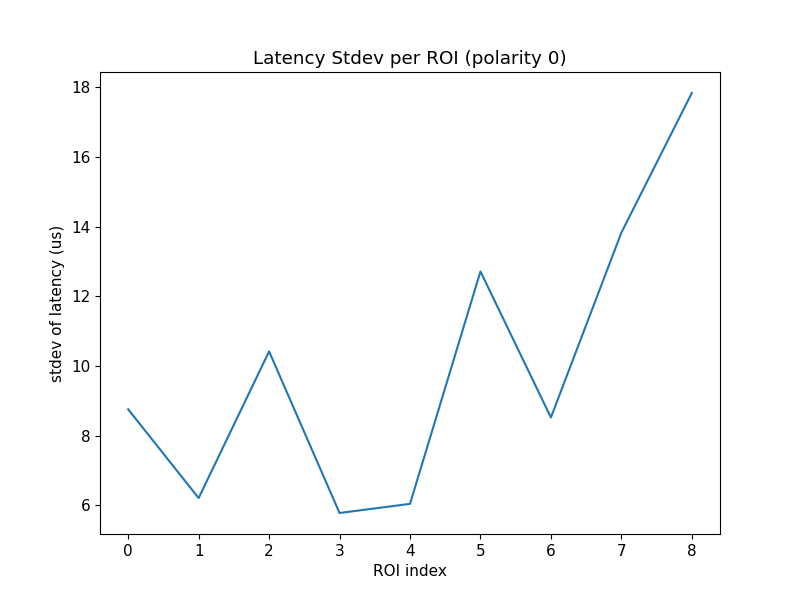 Latency Stdev per ROI (polarity 0)
stdev of latency (us)
18
16
14
12
10
8
6
0 1 2 3 4 5 6 7 8
ROI index